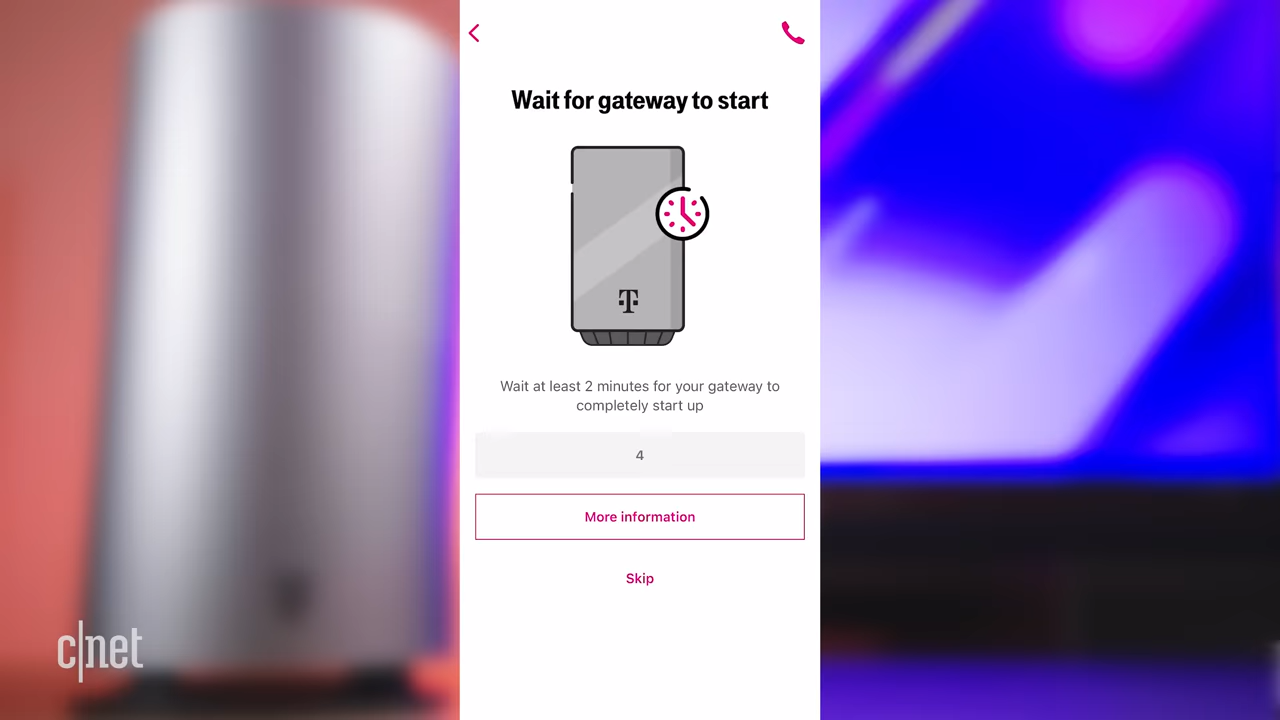 Wait for gateway to start
T
Wait at least 2 minutes for your gateway to
completely start up
4
More information
Skip
c|net